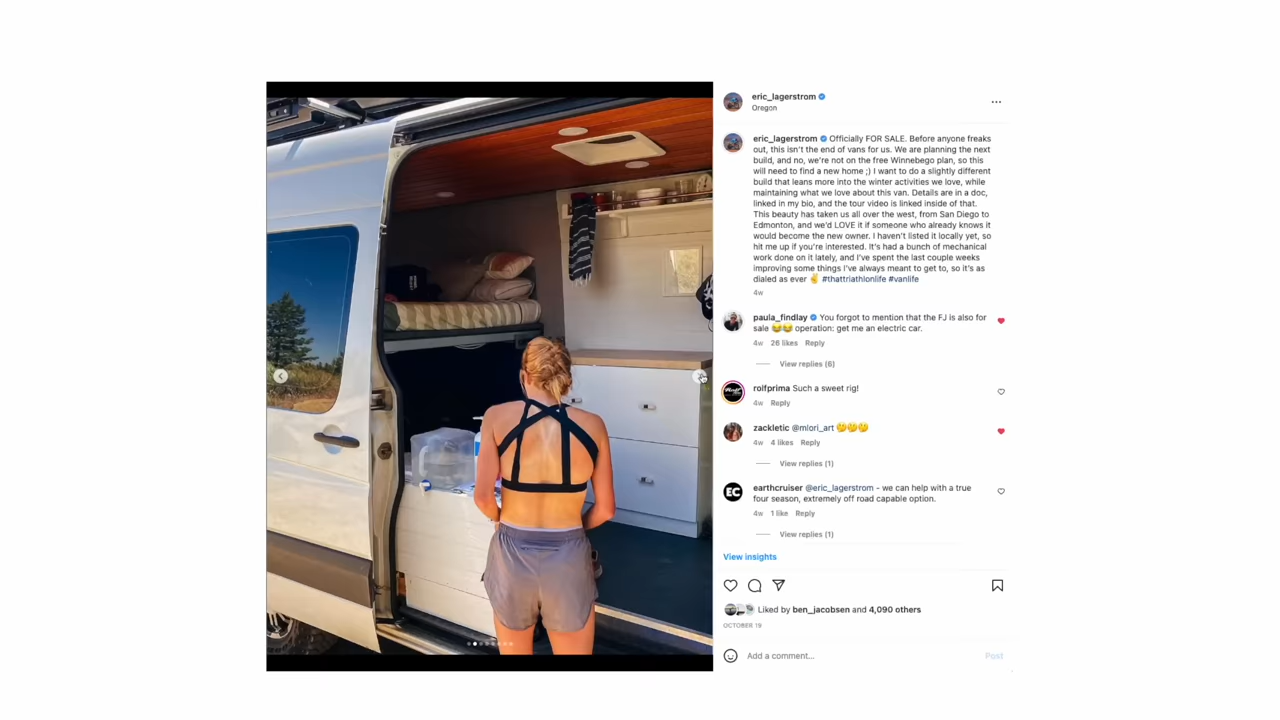 eric_lagerstrom
Oregon
eric_lagerstrom Officially FOR SALE. Before anyone freaks
out, this isn't the end of vans for us. We are planning the next
build, and no, we're not on the free Winnebego plan, so this
will need to find a new home ;) I want to do a slightly different
build that leans more into the winter activities we love, while
maintaining what we love about this van. Details are in a doc,
linked in my bio, and the tour video is linked inside of that.
This beauty has taken us all over the west, from San Diego to
Edmonton, and we'd LOVE it if someone who already knows it
would become the new owner. I haven't listed it locally yet, so
hit me up if you're interested. It's had a bunch of mechanical
work done on it lately, and I've spent the last couple weeks
improving some things I've always meant to get to, so it's as
dialed as ever ✌️ #thattriathlonlife #vanlife
4w
paula_findlay You forgot to mention that the FJ is also for
sale 😂😂 operation: get me an electric car.
4w 26 likes Reply
View replies (6)
rolfprima Such a sweet rig!
4w Reply
zackletic @mlori_art 🤔🤔🤔
4w 4 likes Reply
View replies (1)
EC
earthcruiser @eric_lagerstrom - we can help with a true
four season, extremely off road capable option.
4w 1 like Reply
View replies (1)
View insights
Liked by ben_jacobsen and 4,090 others
OCTOBER 19
Add a comment... Post